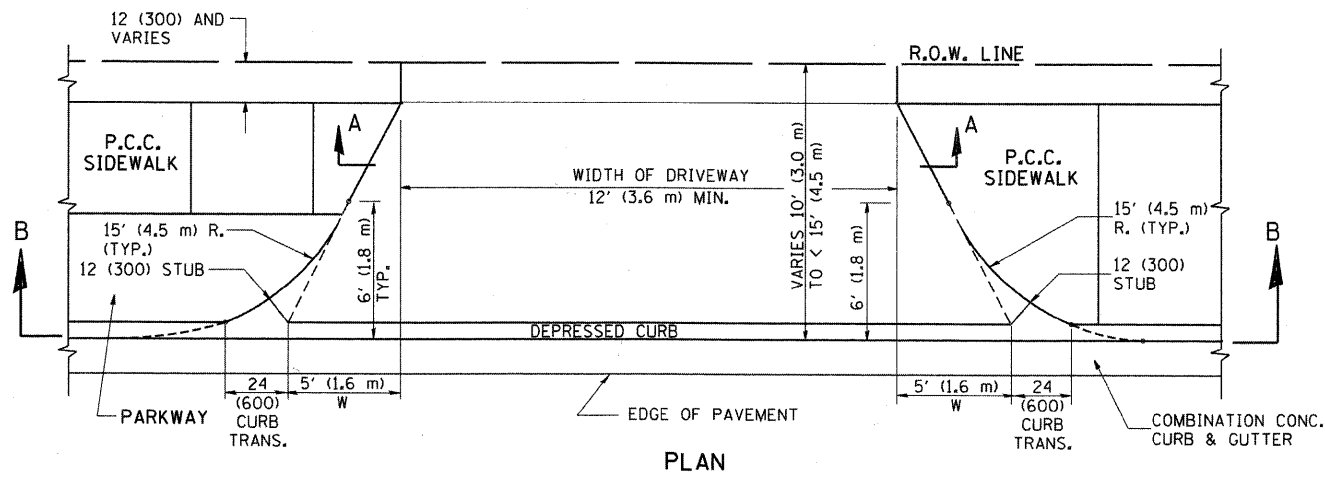 12 (300) AND
VARIES
R.O.W. LINE
A
A
P.C.C.
SIDEWALK
P.C.C.
SIDEWALK
WIDTH OF DRIVEWAY
12' (3.6 m) MIN.
VARIES 10' (3.0 m)
TO < 15' (4.5 m)
B
B
15' (4.5 m) R.
(TYP.)
12 (300) STUB
6' (1.8 m)
TYP.
6' (1.8 m)
15' (4.5 m)
R. (TYP.)
12 (300)
STUB
DEPRESSED CURB
24
(600)
CURB
TRANS.
5' (1.6 m)
W
5' (1.6 m)
W
24
(600)
CURB
TRANS.
PARKWAY
EDGE OF PAVEMENT
COMBINATION CONC.
CURB & GUTTER
PLAN